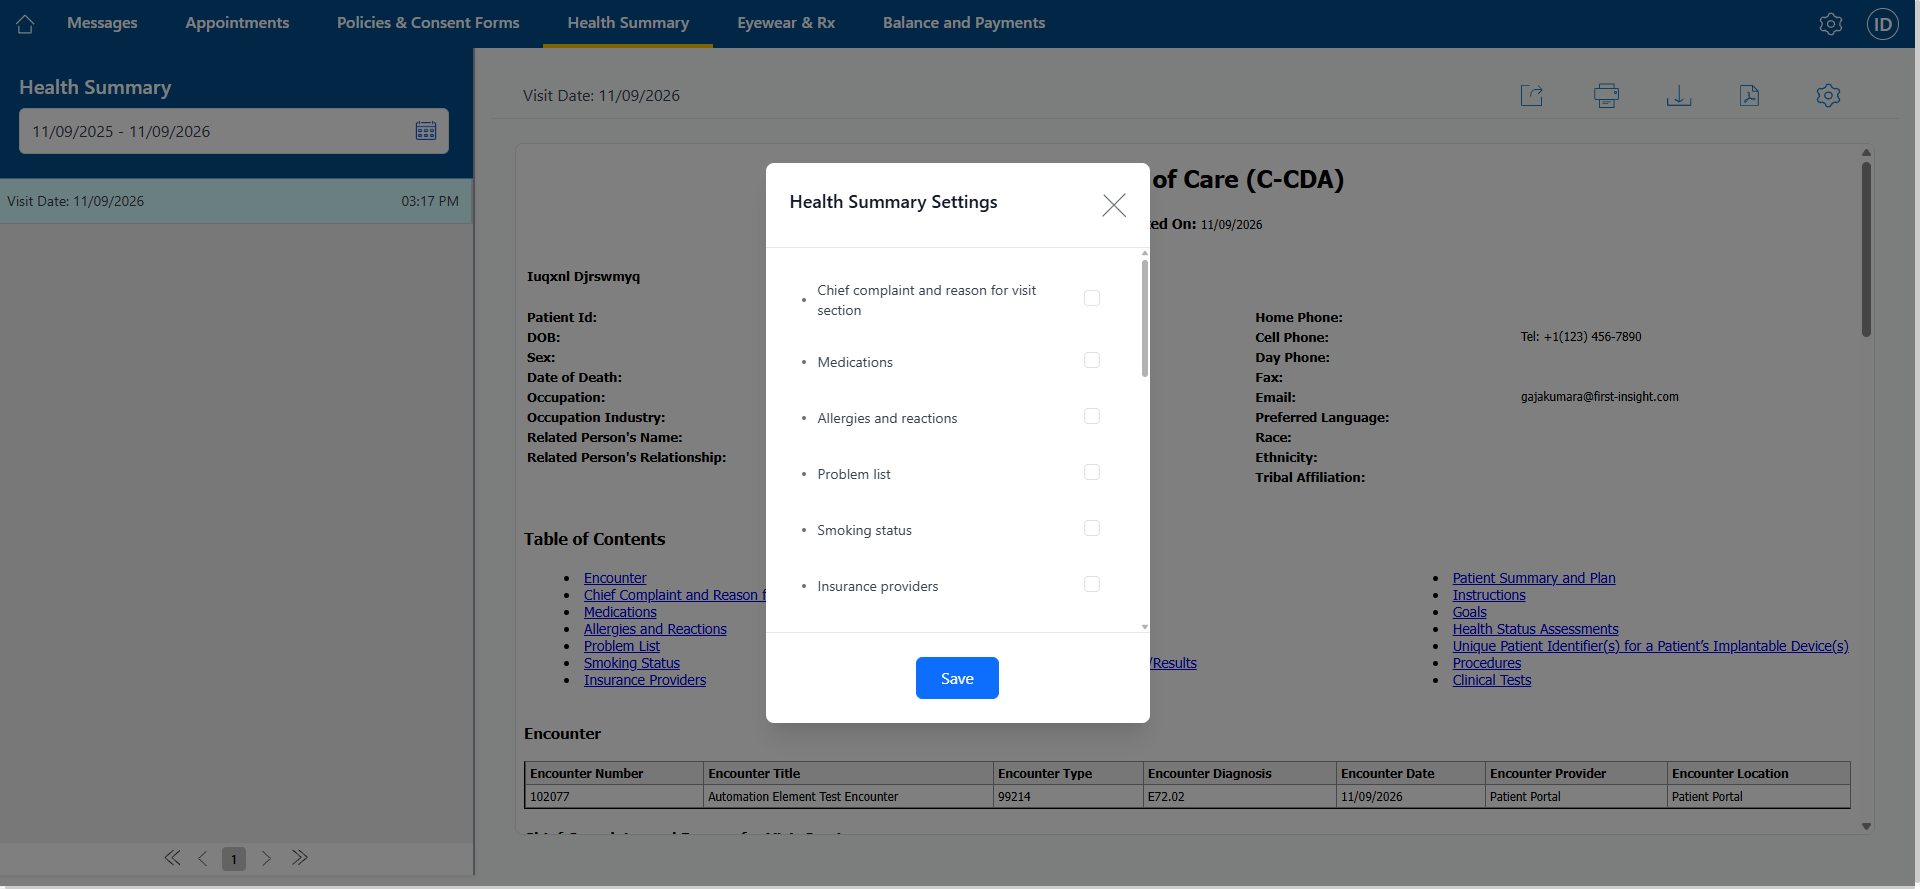 Messages
Appointments
Policies & Consent Forms
Health Summary
Eyewear & Rx
Balance and Payments
ID
Health Summary
11/09/2025 - 11/09/2026
Visit Date: 11/09/2026 03:17 PM
1
Visit Date: 11/09/2026
of Care (C-CDA)
ed On: 11/09/2026
Iuqxnl Djrswmyq
Patient Id:
DOB:
Sex:
Date of Death:
Occupation:
Occupation Industry:
Related Person's Name:
Related Person's Relationship:
Home Phone:
Cell Phone: Tel: +1(123) 456-7890
Day Phone:
Fax:
Email: gajakumara@first-insight.com
Preferred Language:
Race:
Ethnicity:
Tribal Affiliation:
Table of Contents
Encounter
Chief Complaint and Reason f
Medications
Allergies and Reactions
Problem List
Smoking Status
Insurance Providers
/Results
Patient Summary and Plan
Instructions
Goals
Health Status Assessments
Unique Patient Identifier(s) for a Patient’s Implantable Device(s)
Procedures
Clinical Tests
Encounter
Encounter Number Encounter Title Encounter Type Encounter Diagnosis Encounter Date Encounter Provider Encounter Location
102077 Automation Element Test Encounter 99214 E72.02 11/09/2026 Patient Portal Patient Portal
Health Summary Settings
Chief complaint and reason for visit
section
Medications
Allergies and reactions
Problem list
Smoking status
Insurance providers
Save